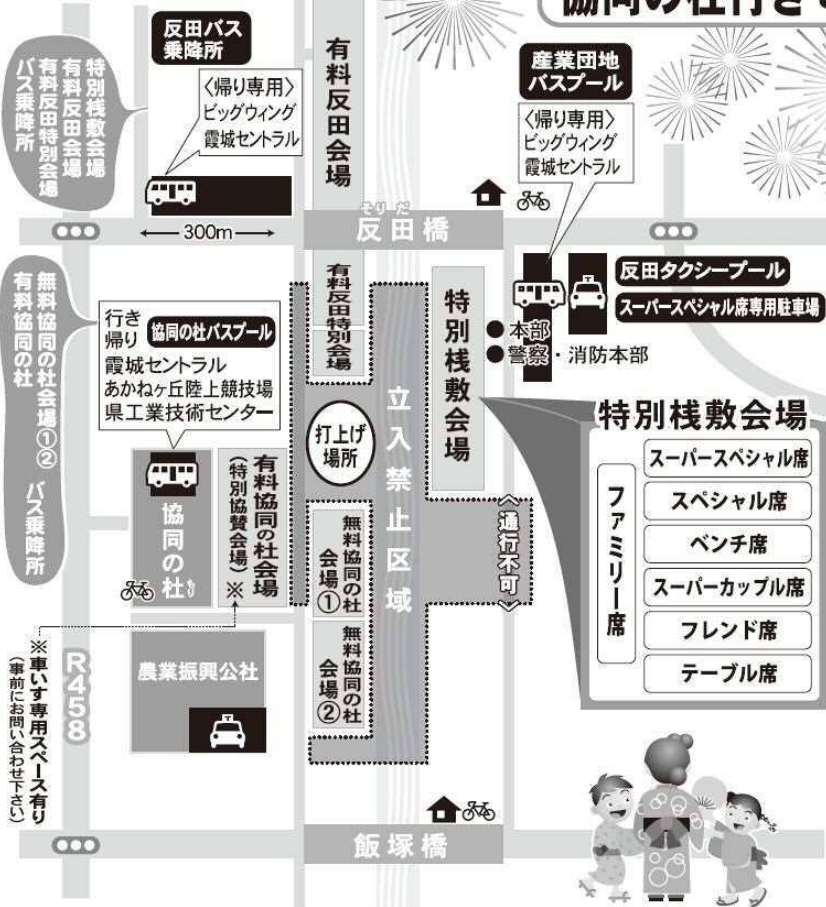 協同の杜行き
反田バス
乗降所
〈帰り専用〉
ビッグウィング
霞城セントラル
特別桟敷会場
有料反田会場
有料反田特別会場
バス乗降所
300m
有料反田会場
産業団地
バスプール
〈帰り専用〉
ビッグウィング
霞城セントラル
そりだ
反田橋
反田タクシープール
スーパースペシャル席専用駐車場
本部
警察・消防本部
有料反田特別会場
特別桟敷会場
無料協同の杜会場①②
有料協同の杜
バス乗降所
行き
帰り
協同の杜バスプール
霞城セントラル
あかねヶ丘陸上競技場
県工業技術センター
打上げ
場所
立入禁止区域
通行不可
協同の杜
もり
有料協同の杜会場
(特別協賛会場)※
無料協同の杜
会場①
無料協同の杜
会場②
特別桟敷会場
ファミリー席
スーパースペシャル席
スペシャル席
ベンチ席
スーパーカップル席
フレンド席
テーブル席
農業振興公社
R458
※車いす専用スペース有り
(事前にお問い合わせ下さい)
飯塚橋